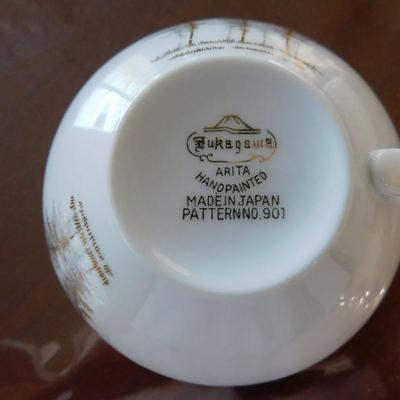 Fukagawa
ARITA
HANDPAINTED
MADE IN JAPAN
PATTERN NO. 901